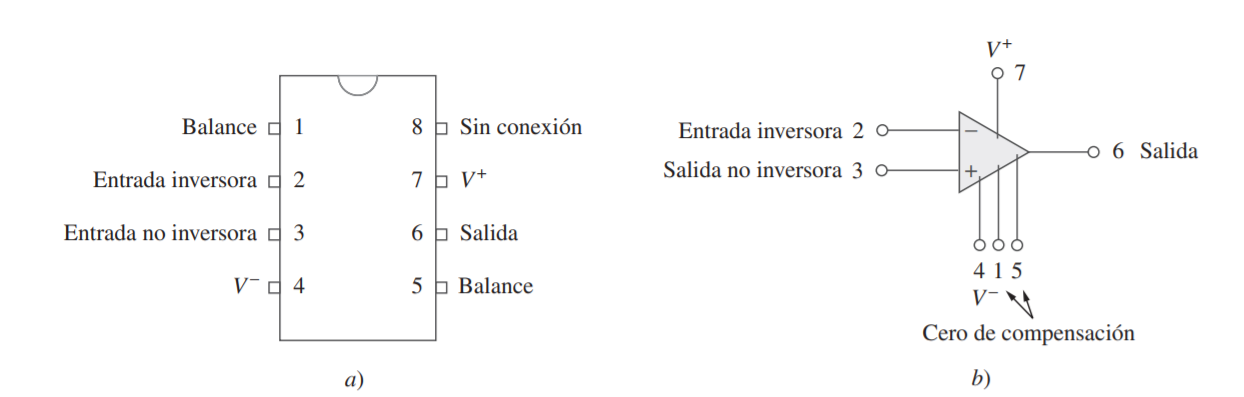 Balance 1
8 Sin conexión
Entrada inversora 2
7 V+
Entrada no inversora 3
6 Salida
V− 4
5 Balance
a)
V+
7
Entrada inversora 2
−
6 Salida
Salida no inversora 3
+
4 1 5
V−
Cero de compensación
b)